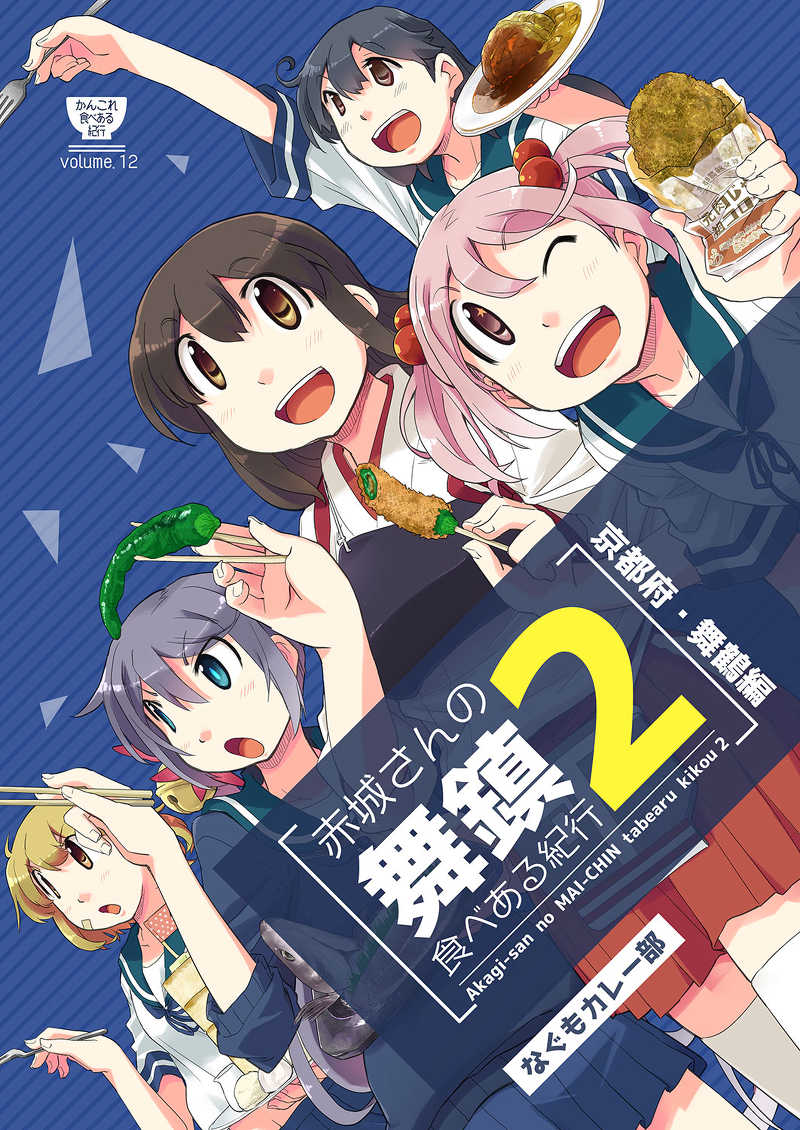 かんこれ
食べある
紀行
volume. 12
京都府・舞鶴編
赤城さんの
舞鎮2
食べある紀行
Akagi-san no MAI-CHIN tabearu kikou 2
なぐもカレー部